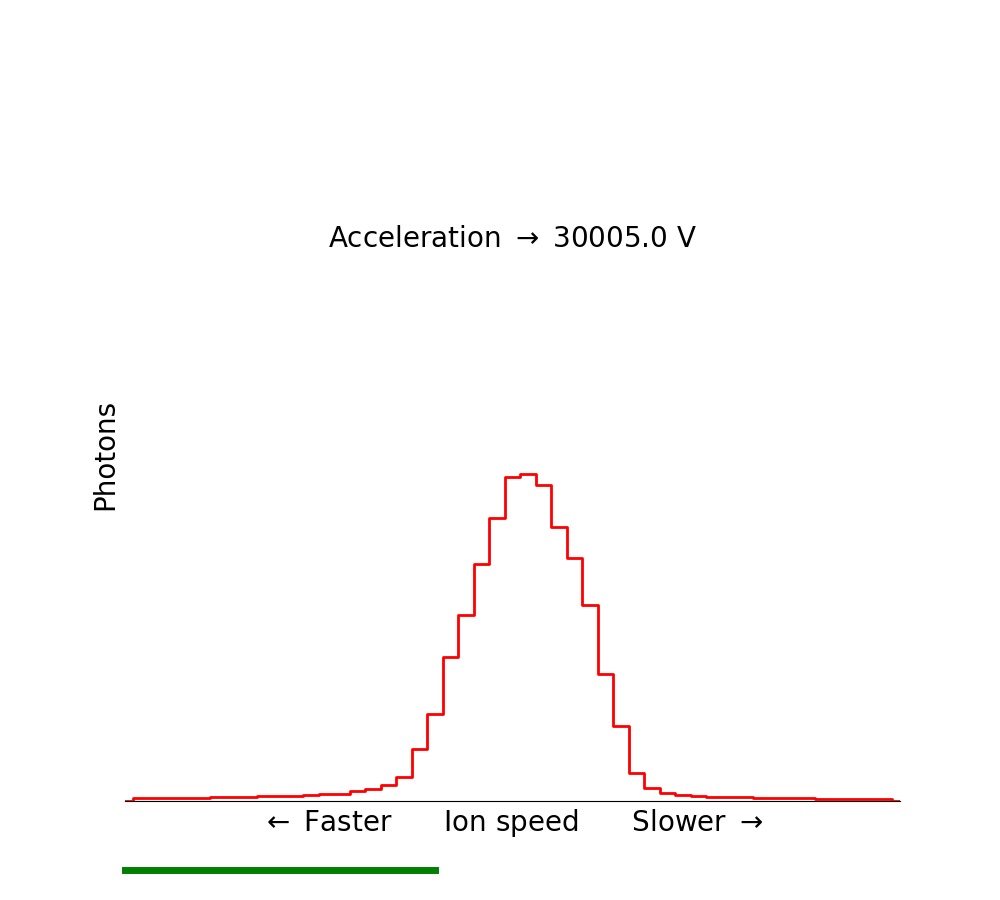 Acceleration → 30005.0 V
Photons
← Faster Ion speed Slower →